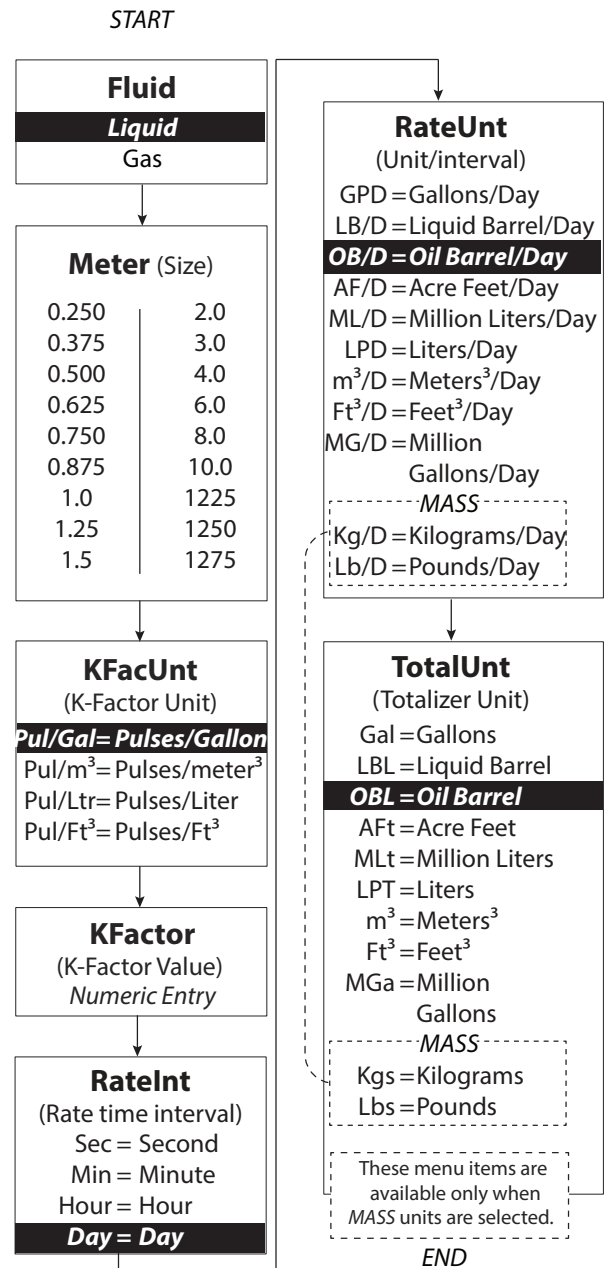 START
Fluid
Liquid
Gas
Meter (Size)
0.250 2.0
0.375 3.0
0.500 4.0
0.625 6.0
0.750 8.0
0.875 10.0
1.0 1225
1.25 1250
1.5 1275
KFacUnt
(K-Factor Unit)
Pul/Gal= Pulses/Gallon
Pul/m³= Pulses/meter³
Pul/Ltr= Pulses/Liter
Pul/Ft³= Pulses/Ft³
KFactor
(K-Factor Value)
Numeric Entry
RateInt
(Rate time interval)
Sec = Second
Min = Minute
Hour = Hour
Day = Day
RateUnt
(Unit/interval)
GPD = Gallons/Day
LB/D = Liquid Barrel/Day
OB/D = Oil Barrel/Day
AF/D = Acre Feet/Day
ML/D = Million Liters/Day
LPD = Liters/Day
m³/D = Meters³/Day
Ft³/D = Feet³/Day
MG/D = Million
Gallons/Day
MASS
Kg/D = Kilograms/Day
Lb/D = Pounds/Day
TotalUnt
(Totalizer Unit)
Gal = Gallons
LBL = Liquid Barrel
OBL = Oil Barrel
AFt = Acre Feet
MLt = Million Liters
LPT = Liters
m³ = Meters³
Ft³ = Feet³
MGa = Million
Gallons
MASS
Kgs = Kilograms
Lbs = Pounds
These menu items are
available only when
MASS units are selected.
END